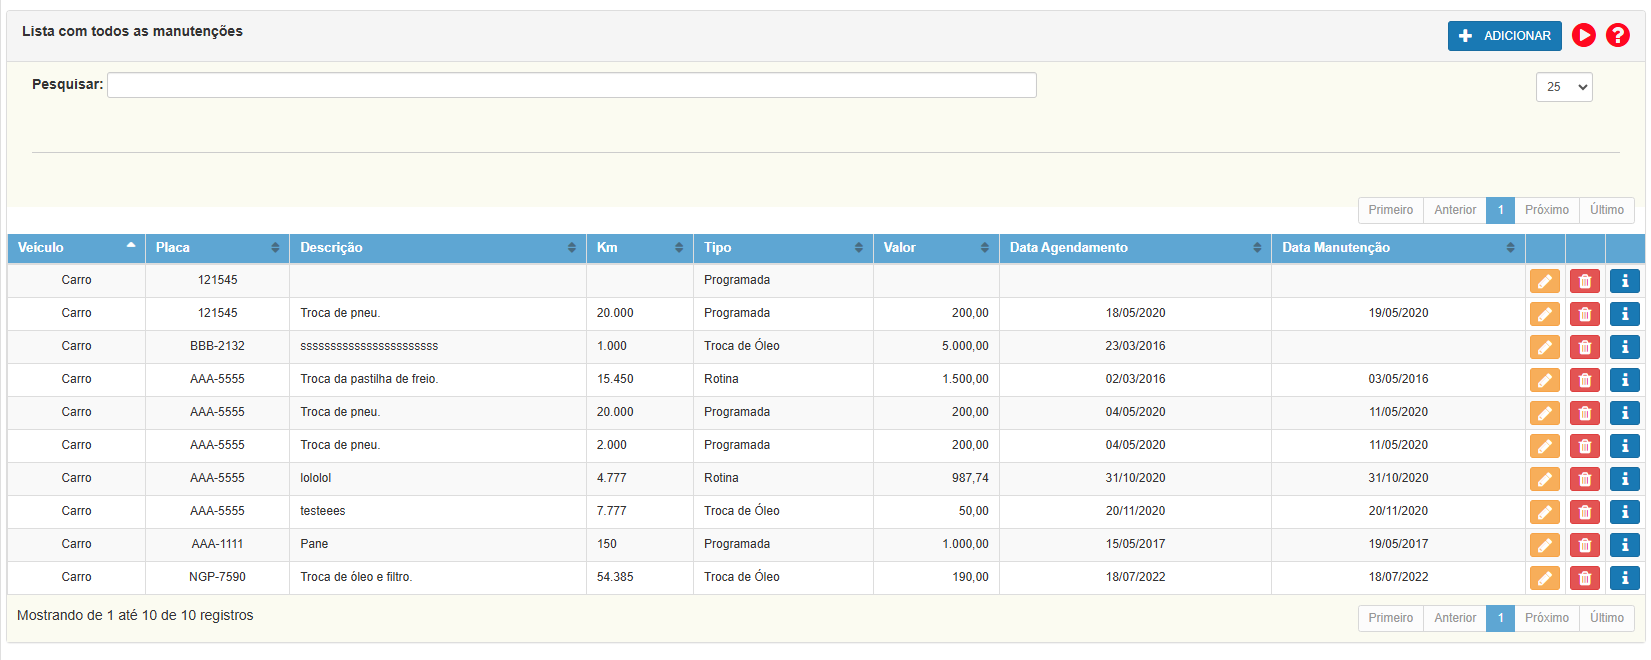 Lista com todos as manutenções
ADICIONAR
Pesquisar:
25
Primeiro Anterior 1 Próximo Último
Veículo Placa Descrição Km Tipo Valor Data Agendamento Data Manutenção
Carro 121545 Programada
Carro 121545 Troca de pneu. 20.000 Programada 200,00 18/05/2020 19/05/2020
Carro BBB-2132 sssssssssssssssssssssss 1.000 Troca de Óleo 5.000,00 23/03/2016
Carro AAA-5555 Troca da pastilha de freio. 15.450 Rotina 1.500,00 02/03/2016 03/05/2016
Carro AAA-5555 Troca de pneu. 20.000 Programada 200,00 04/05/2020 11/05/2020
Carro AAA-5555 Troca de pneu. 2.000 Programada 200,00 04/05/2020 11/05/2020
Carro AAA-5555 lololol 4.777 Rotina 987,74 31/10/2020 31/10/2020
Carro AAA-5555 testeees 7.777 Troca de Óleo 50,00 20/11/2020 20/11/2020
Carro AAA-1111 Pane 150 Programada 1.000,00 15/05/2017 19/05/2017
Carro NGP-7590 Troca de óleo e filtro. 54.385 Troca de Óleo 190,00 18/07/2022 18/07/2022
Mostrando de 1 até 10 de 10 registros
Primeiro Anterior 1 Próximo Último